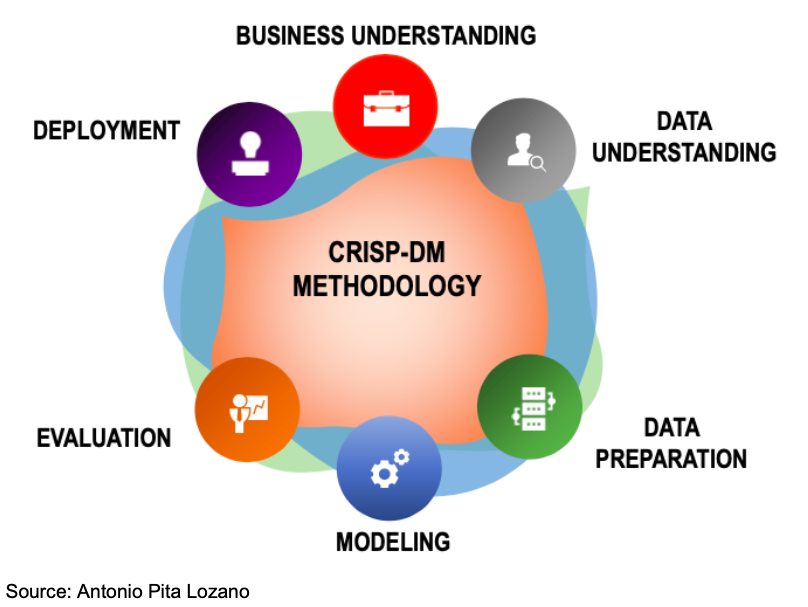 BUSINESS UNDERSTANDING
DEPLOYMENT
DATA
UNDERSTANDING
CRISP-DM
METHODOLOGY
EVALUATION
DATA
PREPARATION
MODELING
Source: Antonio Pita Lozano